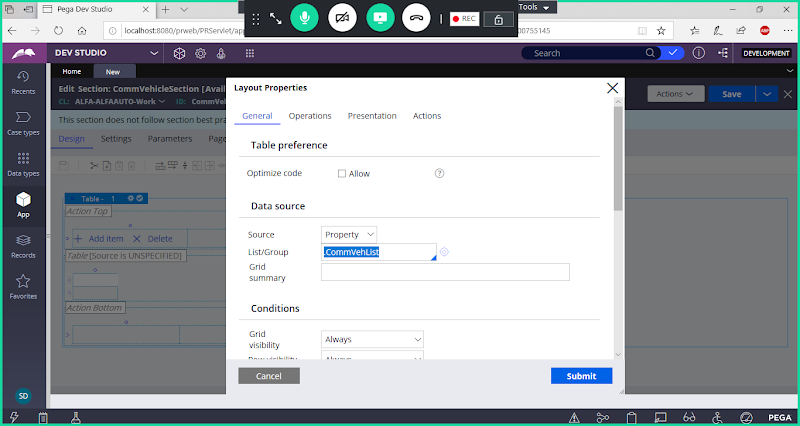 Pega Dev Studio
Tools
REC
localhost:8080/prweb/PRServlet/app
00755145
ABP
DEV STUDIO
Search
DEVELOPMENT
Home
New
Recents
Case types
Data types
App
Records
Favorites
SD
Edit Section: CommVehicleSection [Avail
CL: ALFA-ALFAAUTO-Work
ID: CommVeh
Actions
Save
This section does not follow section best pra
Design
Settings
Parameters
Pages
Table - 1
Action Top
Add item
Delete
Table [Source is UNSPECIFIED]
Action Bottom
Layout Properties
General
Operations
Presentation
Actions
Table preference
Optimize code
Allow
?
Data source
Source
Property
List/Group
.CommVehList
Grid
summary
Conditions
Grid
visibility
Always
Row visibility
Always
Cancel
Submit
PEGA